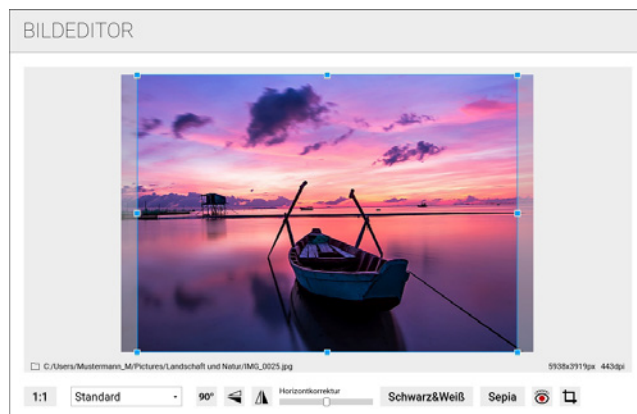 BILDEDITOR
C:/Users/Mustermann_M/Pictures/Landschaft und Natur/IMG_0025.jpg
5938x3919px 443dpi
1:1 Standard 90° Horizontkorrektur Schwarz&Weiß Sepia